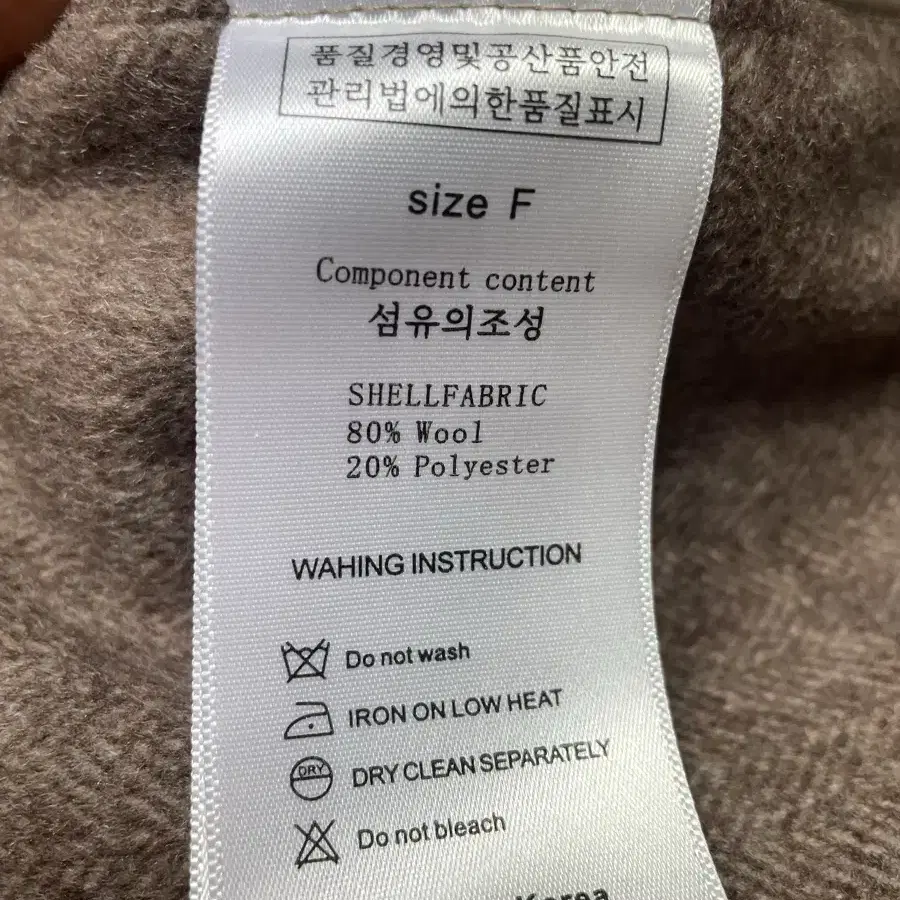 품질경영및공산품안전
관리법에의한품질표시
size F
Component content
섬유의조성
SHELLFABRIC
80% Wool
20% Polyester
WAHING INSTRUCTION
Do not wash
IRON ON LOW HEAT
DRY
DRY CLEAN SEPARATELY
Do not bleach
Korea